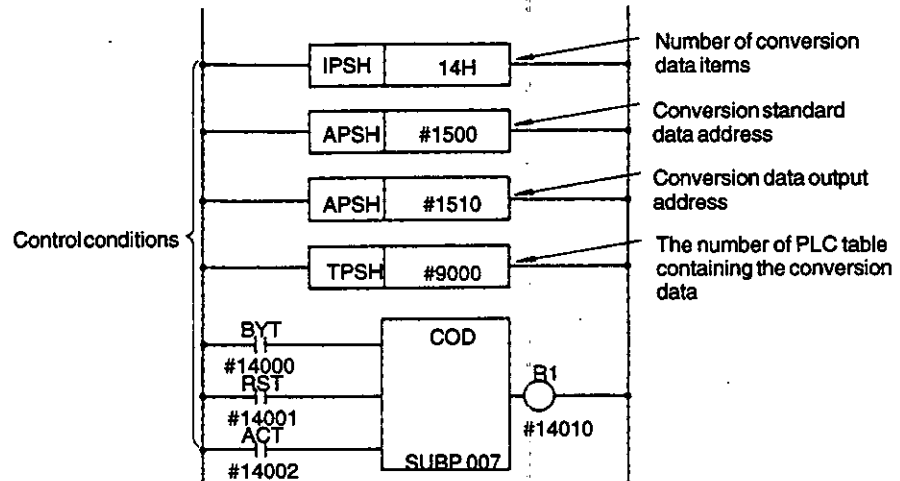 IPSH 14H
Number of conversion
data items
APSH #1500
Conversion standard
data address
APSH #1510
Conversion data output
address
Control conditions
TPSH #9000
The number of PLC table
containing the conversion
data
BYT
#14000
COD
RST
#14001
R1
#14010
ACT
#14002
SUBP 007